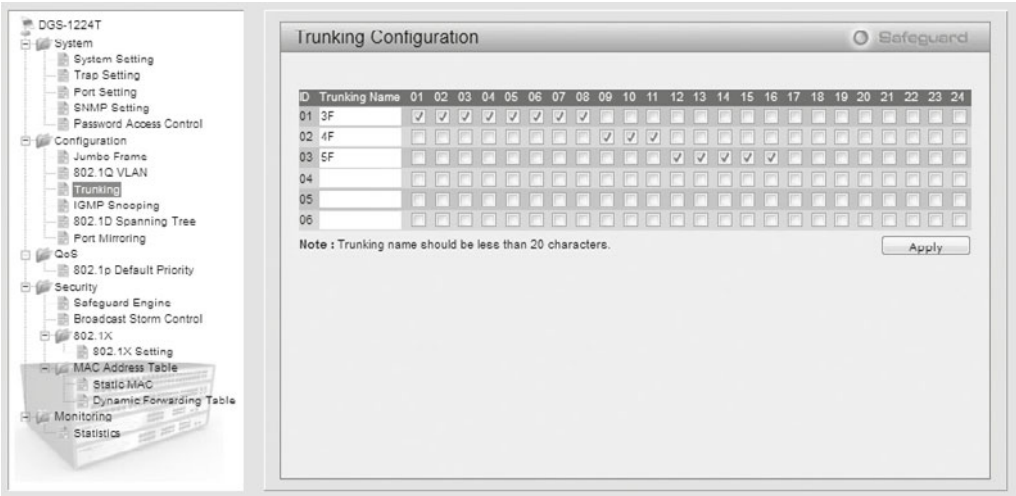 DGS-1224T
System
System Setting
Trap Setting
Port Setting
SNMP Setting
Password Access Control
Configuration
Jumbo Frame
802.1Q VLAN
Trunking
IGMP Snooping
802.1D Spanning Tree
Port Mirroring
QoS
802.1p Default Priority
Security
Safeguard Engine
Broadcast Storm Control
802.1X
802.1X Setting
MAC Address Table
Static MAC
Dynamic Forwarding Table
Monitoring
Statistics
Trunking Configuration
Safeguard
ID Trunking Name 01 02 03 04 05 06 07 08 09 10 11 12 13 14 15 16 17 18 19 20 21 22 23 24
01 3F
02 4F
03 5F
04
05
06
Note : Trunking name should be less than 20 characters.
Apply